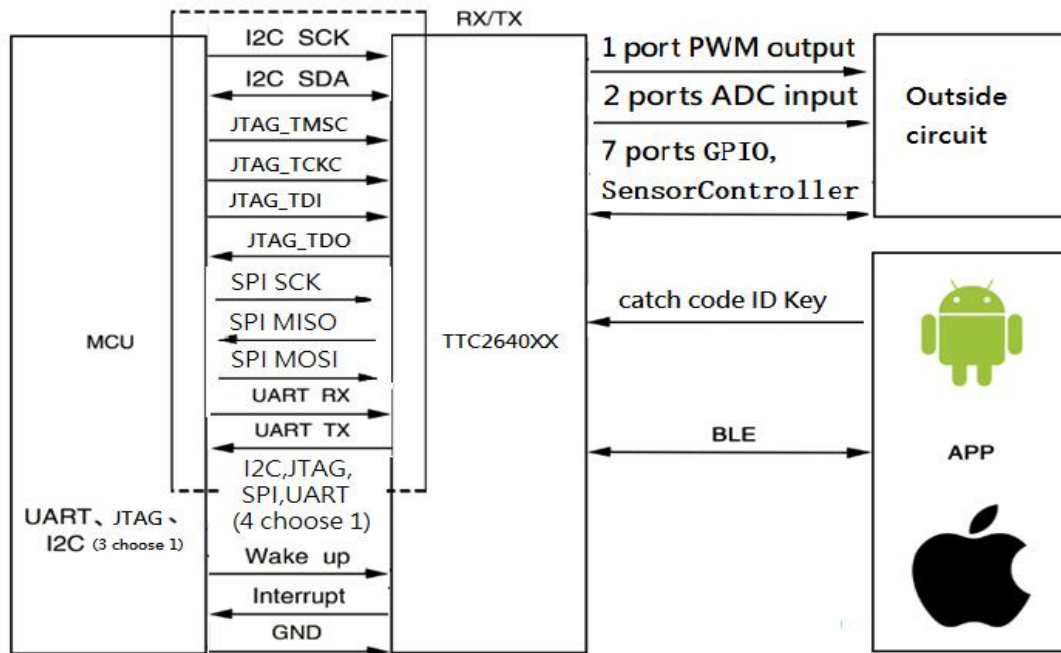 RX/TX
I2C SCK
I2C SDA
JTAG_TMSC
JTAG_TCKC
JTAG_TDI
JTAG_TDO
SPI SCK
SPI MISO
SPI MOSI
UART RX
UART TX
I2C,JTAG,
SPI,UART
(4 choose 1)
Wake up
Interrupt
GND
MCU
UART、JTAG、
I2C (3 choose 1)
TTC2640XX
1 port PWM output
2 ports ADC input
7 ports GPIO,
SensorController
Outside
circuit
catch code ID Key
BLE
APP